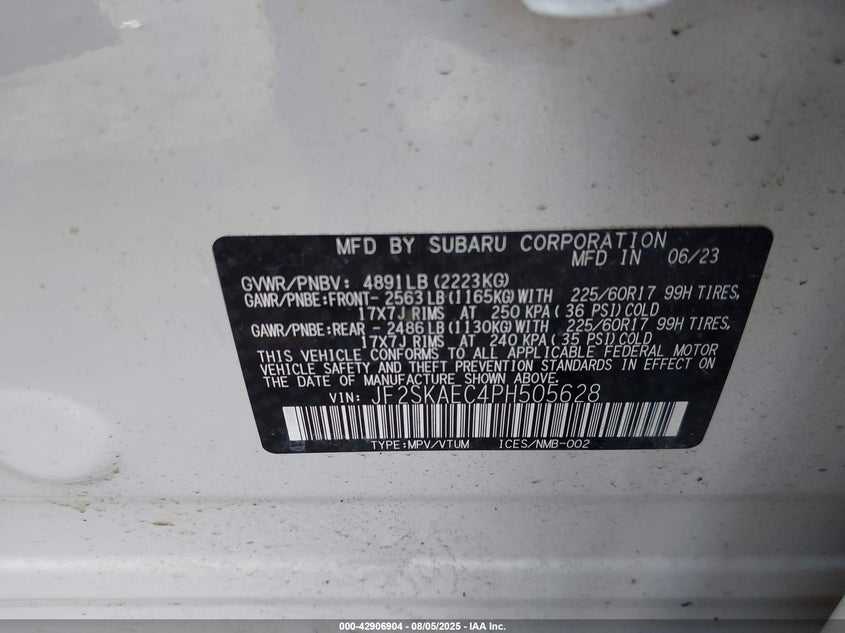 MFD BY SUBARU CORPORATION
MFD IN 06/23
GVWR/PNBV: 4891LB(2223KG)
GAWR/PNBE:FRONT- 2563LB(1165KG)WITH 225/60R17 99H TIRES,
17X7J RIMS AT 250 KPA( 36 PSI)COLD
GAWR/PNBE:REAR - 2486LB(1130KG)WITH 225/60R17 99H TIRES,
17X7J RIMS AT 240 KPA( 35 PSI)COLD
THIS VEHICLE CONFORMS TO ALL APPLICABLE FEDERAL MOTOR
VEHICLE SAFETY AND THEFT PREVENTION STANDARDS IN EFFECT ON
THE DATE OF MANUFACTURE SHOWN ABOVE.
VIN: JF2SKAEC4PH505628
TYPE:MPV/VTUM ICES/NMB-002
000-42906904 - 08/05/2025 - IAA Inc.